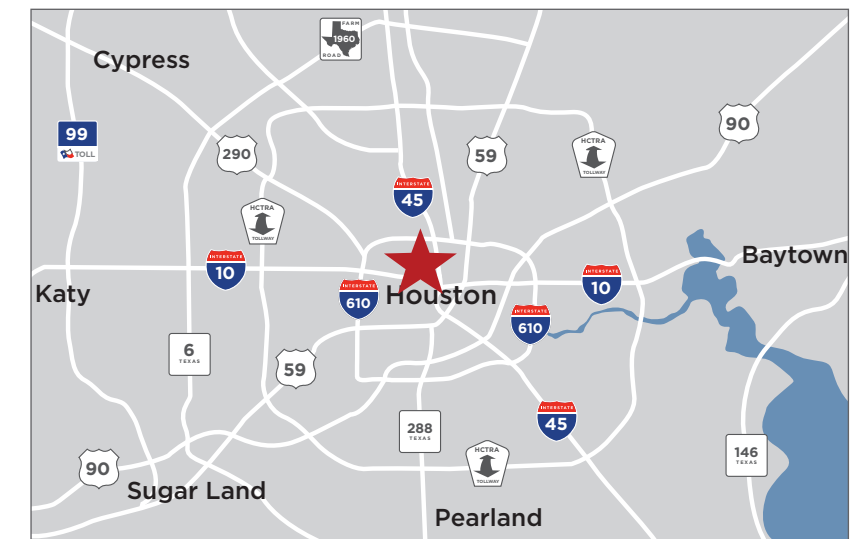 FARM
1960
ROAD
Cypress
90
99
TOLL
HCTRA
TOLLWAY
290
59
INTERSTATE
45
HCTRA
TOLLWAY
Baytown
INTERSTATE
10
INTERSTATE
10
Katy
INTERSTATE
610
Houston
INTERSTATE
610
6
TEXAS
59
INTERSTATE
45
288
TEXAS
146
TEXAS
HCTRA
TOLLWAY
90
Sugar Land
Pearland